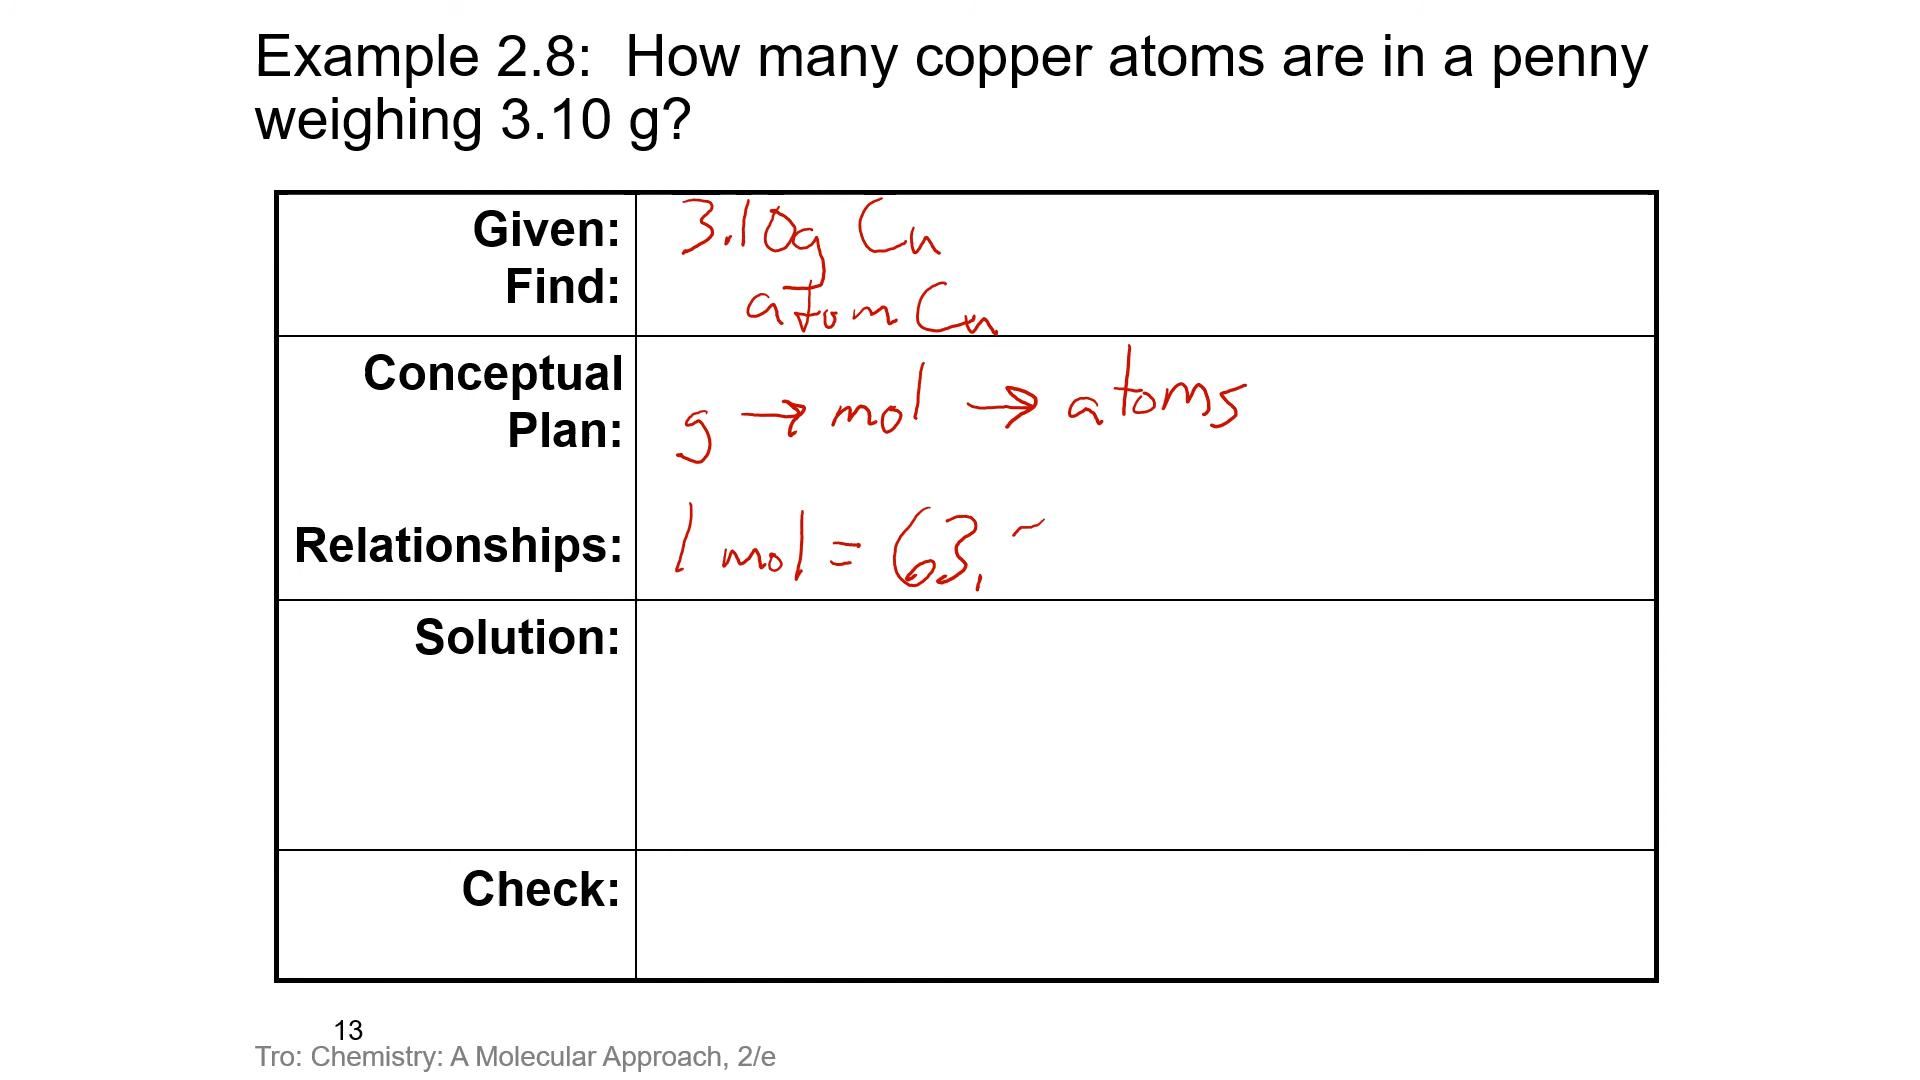 Example 2.8: How many copper atoms are in a penny
weighing 3.10 g?
Given: 3.10g Cu
Find: atom Cu
Conceptual
Plan: g → mol → atoms
Relationships: 1 mol = 63.
Solution:
Check:
13
Tro: Chemistry: A Molecular Approach, 2/e